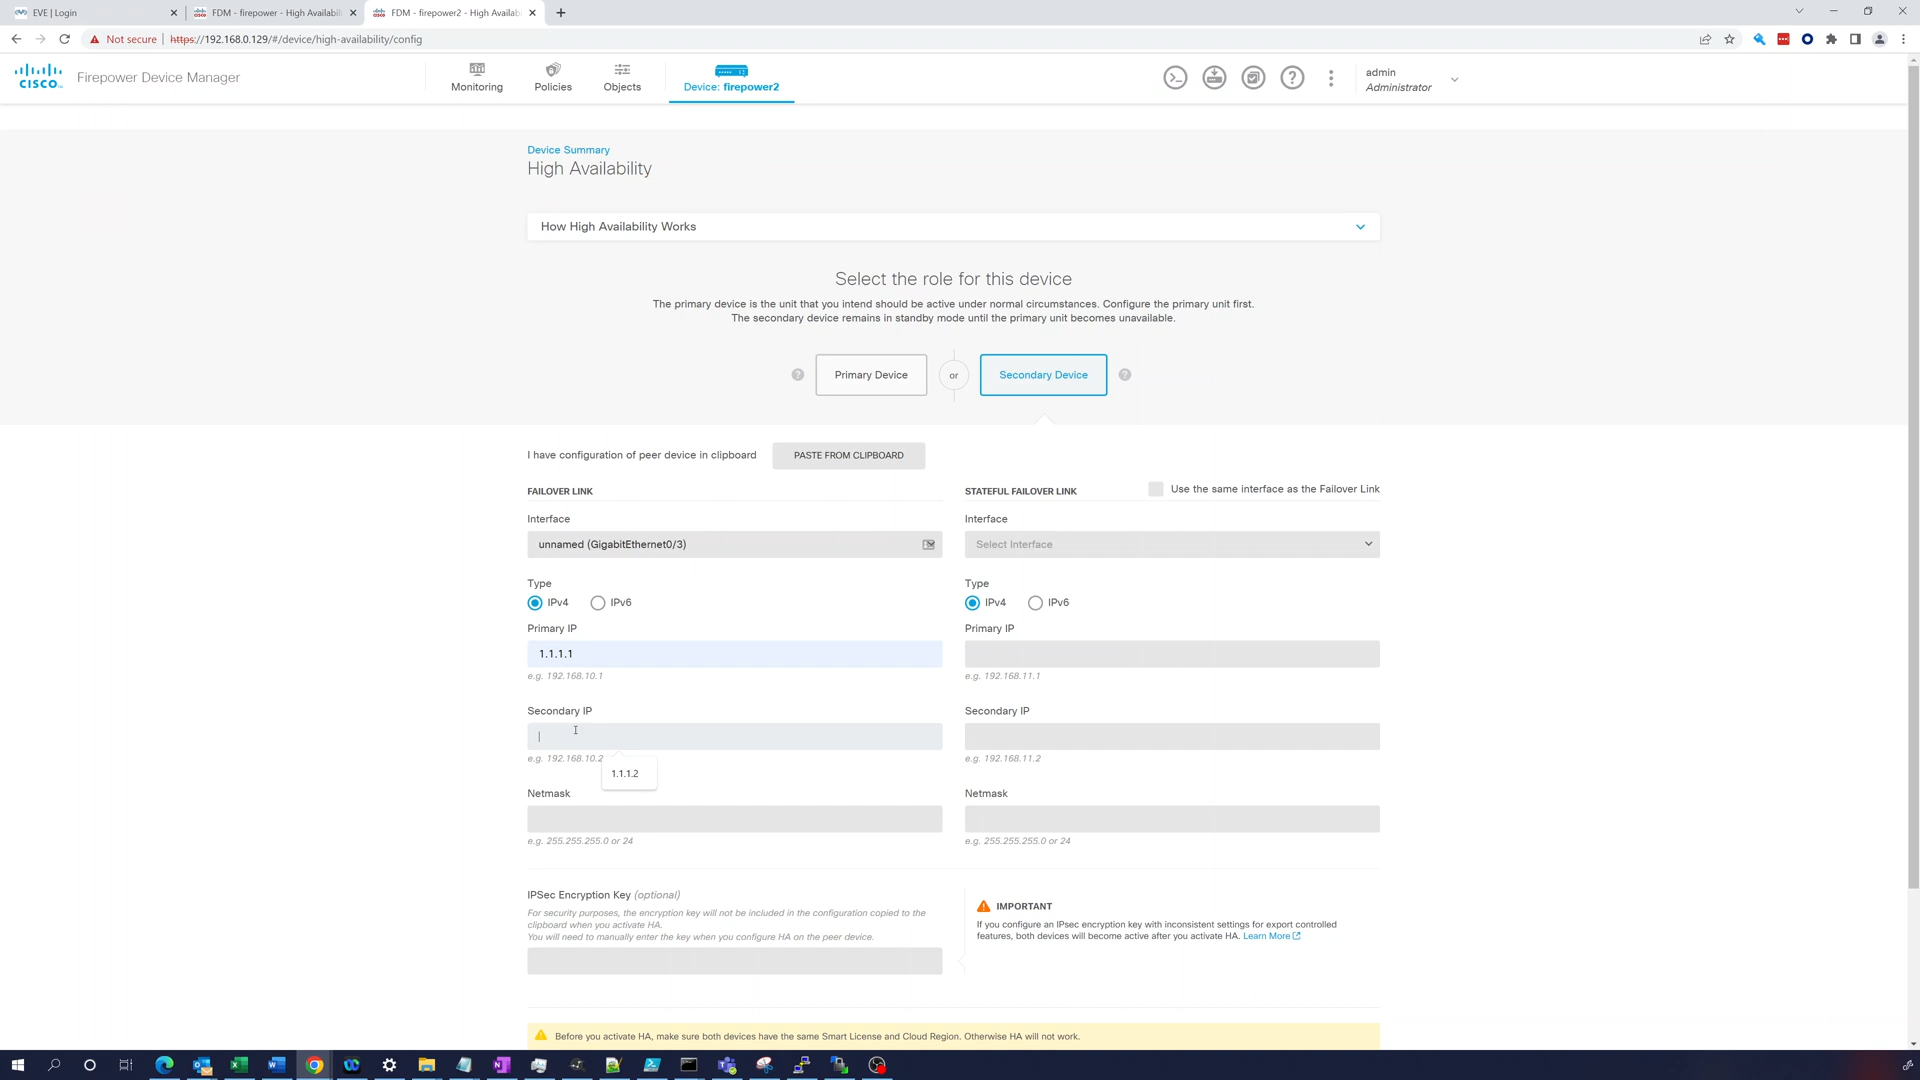 EVE | Login
FDM - firepower - High Availabili
FDM - firepower2 - High Availab
Not secure
https://192.168.0.129/#/device/high-availability/config
CISCO
Firepower Device Manager
Monitoring
Policies
Objects
Device: firepower2
admin
Administrator
Device Summary
High Availability
How High Availability Works
Select the role for this device
The primary device is the unit that you intend should be active under normal circumstances. Configure the primary unit first.
The secondary device remains in standby mode until the primary unit becomes unavailable.
Primary Device
or
Secondary Device
I have configuration of peer device in clipboard
PASTE FROM CLIPBOARD
FAILOVER LINK
STATEFUL FAILOVER LINK
Use the same interface as the Failover Link
Interface
Interface
unnamed (GigabitEthernet0/3)
Select Interface
Type
Type
IPv4
IPv6
IPv4
IPv6
Primary IP
Primary IP
1.1.1.1
e.g. 192.168.10.1
e.g. 192.168.11.1
Secondary IP
Secondary IP
e.g. 192.168.10.2
e.g. 192.168.11.2
1.1.1.2
Netmask
Netmask
e.g. 255.255.255.0 or 24
e.g. 255.255.255.0 or 24
IPSec Encryption Key (optional)
For security purposes, the encryption key will not be included in the configuration copied to the
clipboard when you activate HA.
You will need to manually enter the key when you configure HA on the peer device.
IMPORTANT
If you configure an IPsec encryption key with inconsistent settings for export controlled
features, both devices will become active after you activate HA. Learn More
Before you activate HA, make sure both devices have the same Smart License and Cloud Region. Otherwise HA will not work.